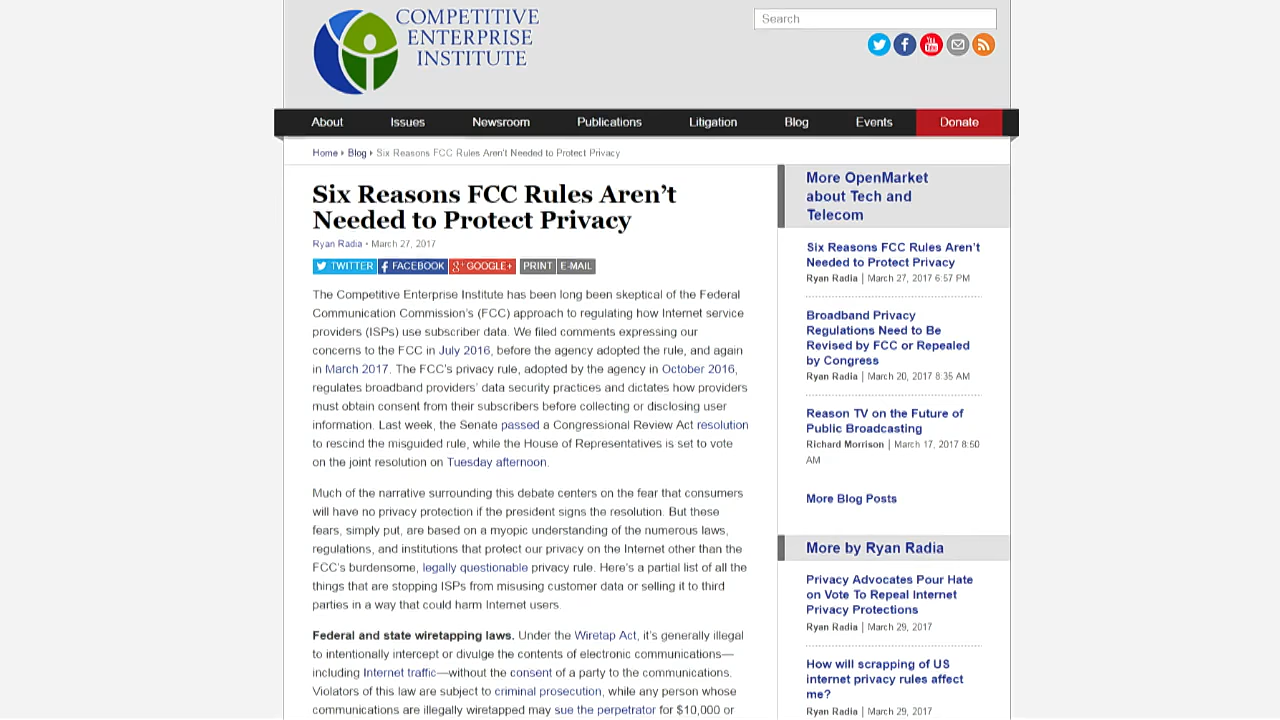 COMPETITIVE
ENTERPRISE
INSTITUTE
Search
About Issues Newsroom Publications Litigation Blog Events Donate
Home Blog Six Reasons FCC Rules Aren't Needed to Protect Privacy
Six Reasons FCC Rules Aren’t
Needed to Protect Privacy
Ryan Radia • March 27, 2017
TWITTER FACEBOOK GOOGLE+ PRINT E-MAIL
The Competitive Enterprise Institute has been long been skeptical of the Federal
Communication Commission’s (FCC) approach to regulating how Internet service
providers (ISPs) use subscriber data. We filed comments expressing our
concerns to the FCC in July 2016, before the agency adopted the rule, and again
in March 2017. The FCC’s privacy rule, adopted by the agency in October 2016,
regulates broadband providers’ data security practices and dictates how providers
must obtain consent from their subscribers before collecting or disclosing user
information. Last week, the Senate passed a Congressional Review Act resolution
to rescind the misguided rule, while the House of Representatives is set to vote
on the joint resolution on Tuesday afternoon.
Much of the narrative surrounding this debate centers on the fear that consumers
will have no privacy protection if the president signs the resolution. But these
fears, simply put, are based on a myopic understanding of the numerous laws,
regulations, and institutions that protect our privacy on the Internet other than the
FCC’s burdensome, legally questionable privacy rule. Here’s a partial list of all the
things that are stopping ISPs from misusing customer data or selling it to third
parties in a way that could harm Internet users.
Federal and state wiretapping laws. Under the Wiretap Act, it’s generally illegal
to intentionally intercept or divulge the contents of electronic communications—
including Internet traffic—without the consent of a party to the communications.
Violators of this law are subject to criminal prosecution, while any person whose
communications are illegally wiretapped may sue the perpetrator for $10,000 or
More OpenMarket
about Tech and
Telecom
Six Reasons FCC Rules Aren’t
Needed to Protect Privacy
Ryan Radia | March 27, 2017 6:57 PM
Broadband Privacy
Regulations Need to Be
Revised by FCC or Repealed
by Congress
Ryan Radia | March 20, 2017 8:35 AM
Reason TV on the Future of
Public Broadcasting
Richard Morrison | March 17, 2017 8:50
AM
More Blog Posts
More by Ryan Radia
Privacy Advocates Pour Hate
on Vote To Repeal Internet
Privacy Protections
Ryan Radia | March 29, 2017
How will scrapping of US
internet privacy rules affect
me?
Ryan Radia | March 29, 2017